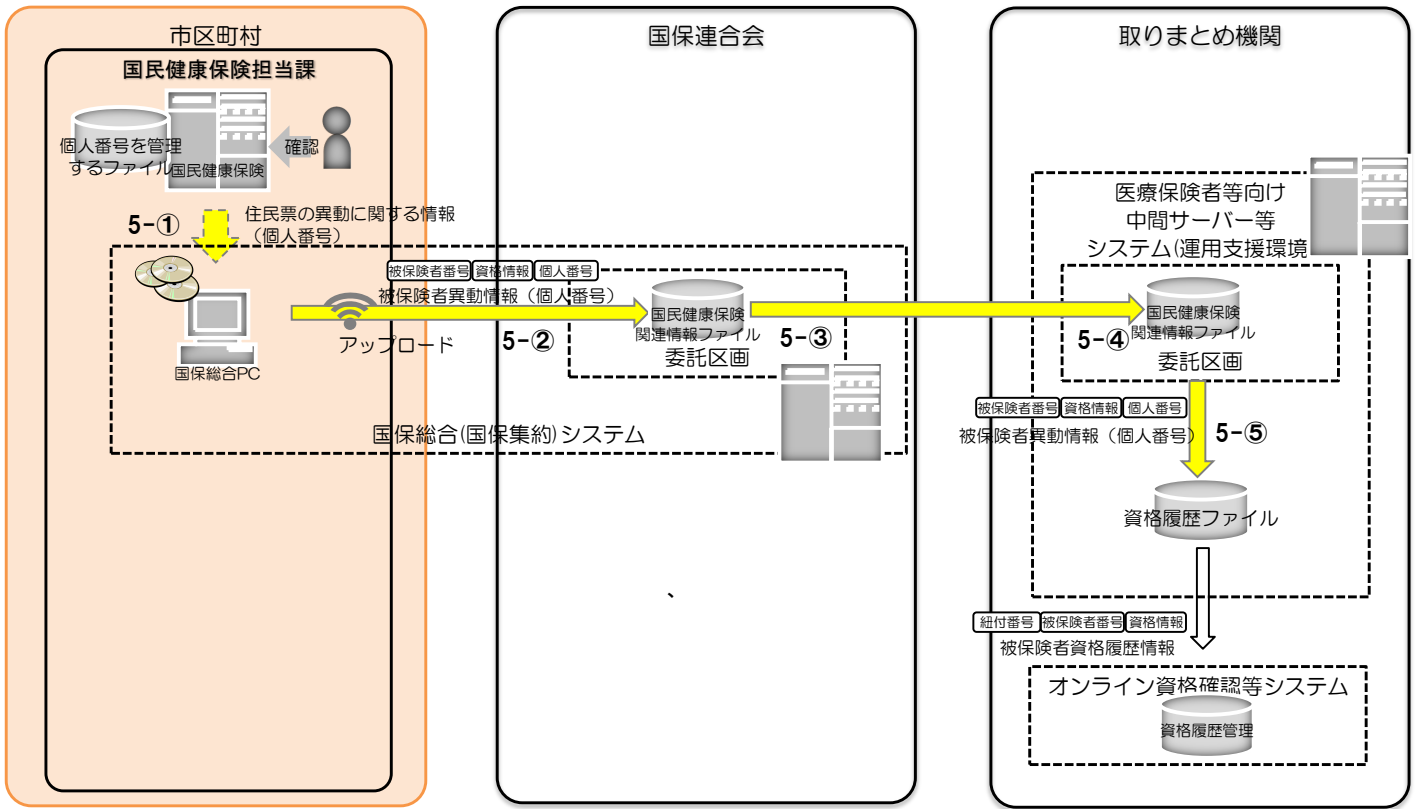 市区町村
国民健康保険担当課
個人番号を管理
するファイル
国民健康保険
確認
5-①
住民票の異動に関する情報
（個人番号）
国保総合PC
アップロード
被保険者番号 資格情報 個人番号
被保険者異動情報（個人番号）
5-②
国保連合会
国民健康保険
関連情報ファイル
委託区画
5-③
国保総合(国保集約)システム
、
取りまとめ機関
医療保険者等向け
中間サーバー等
システム(運用支援環境
国民健康保険
関連情報ファイル
5-④
委託区画
被保険者番号 資格情報 個人番号
被保険者異動情報（個人番号）
5-⑤
資格履歴ファイル
紐付番号 被保険者番号 資格情報
被保険者資格履歴情報
オンライン資格確認等システム
資格履歴管理